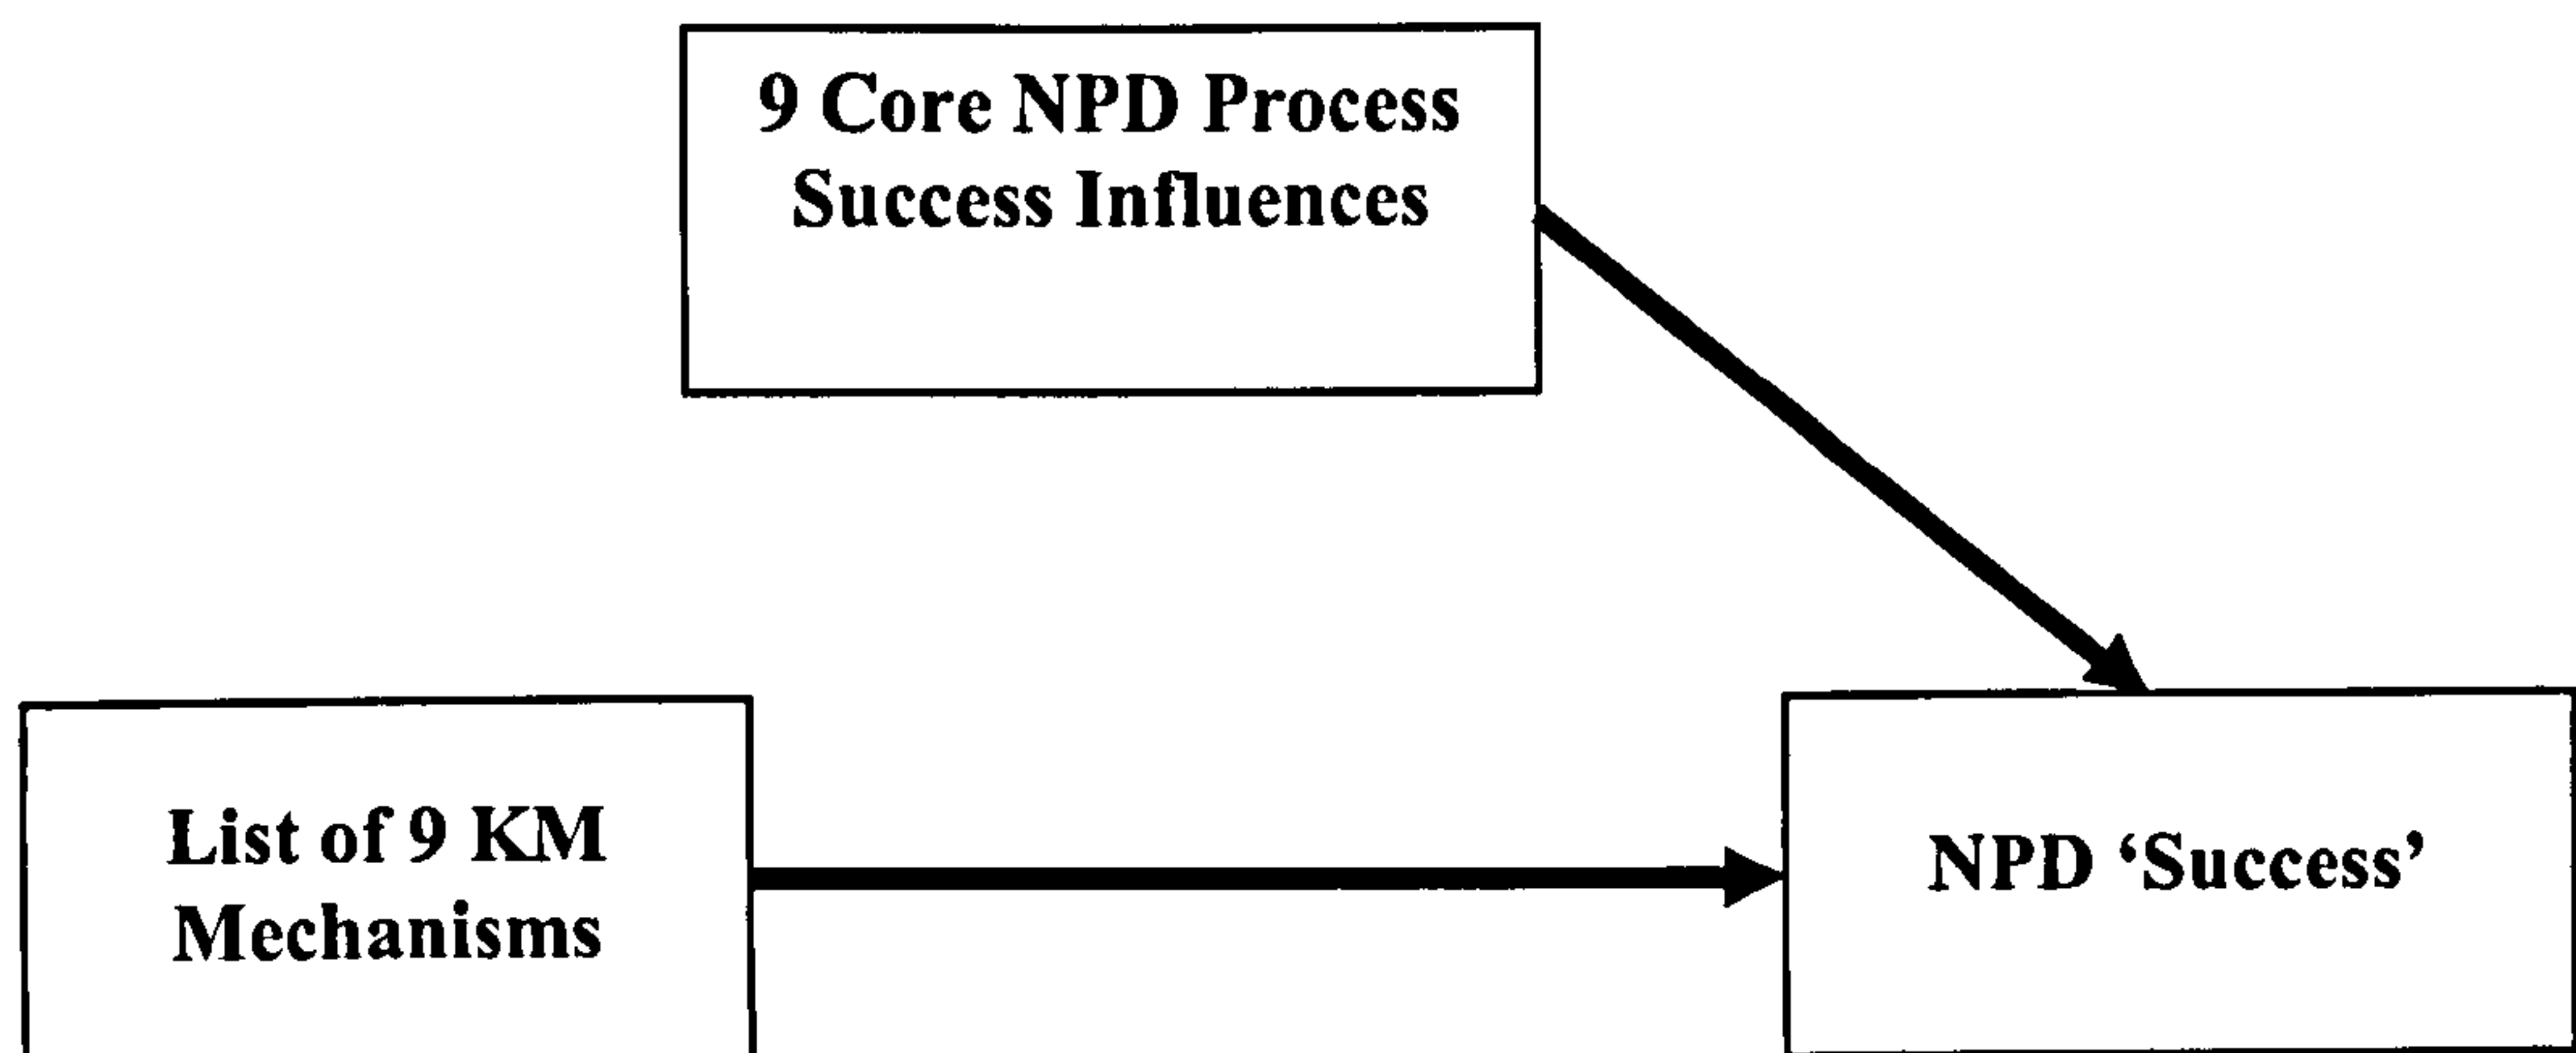 9 Core NPD Process
Success Influences
List of 9 KM
Mechanisms
NPD ‘Success’